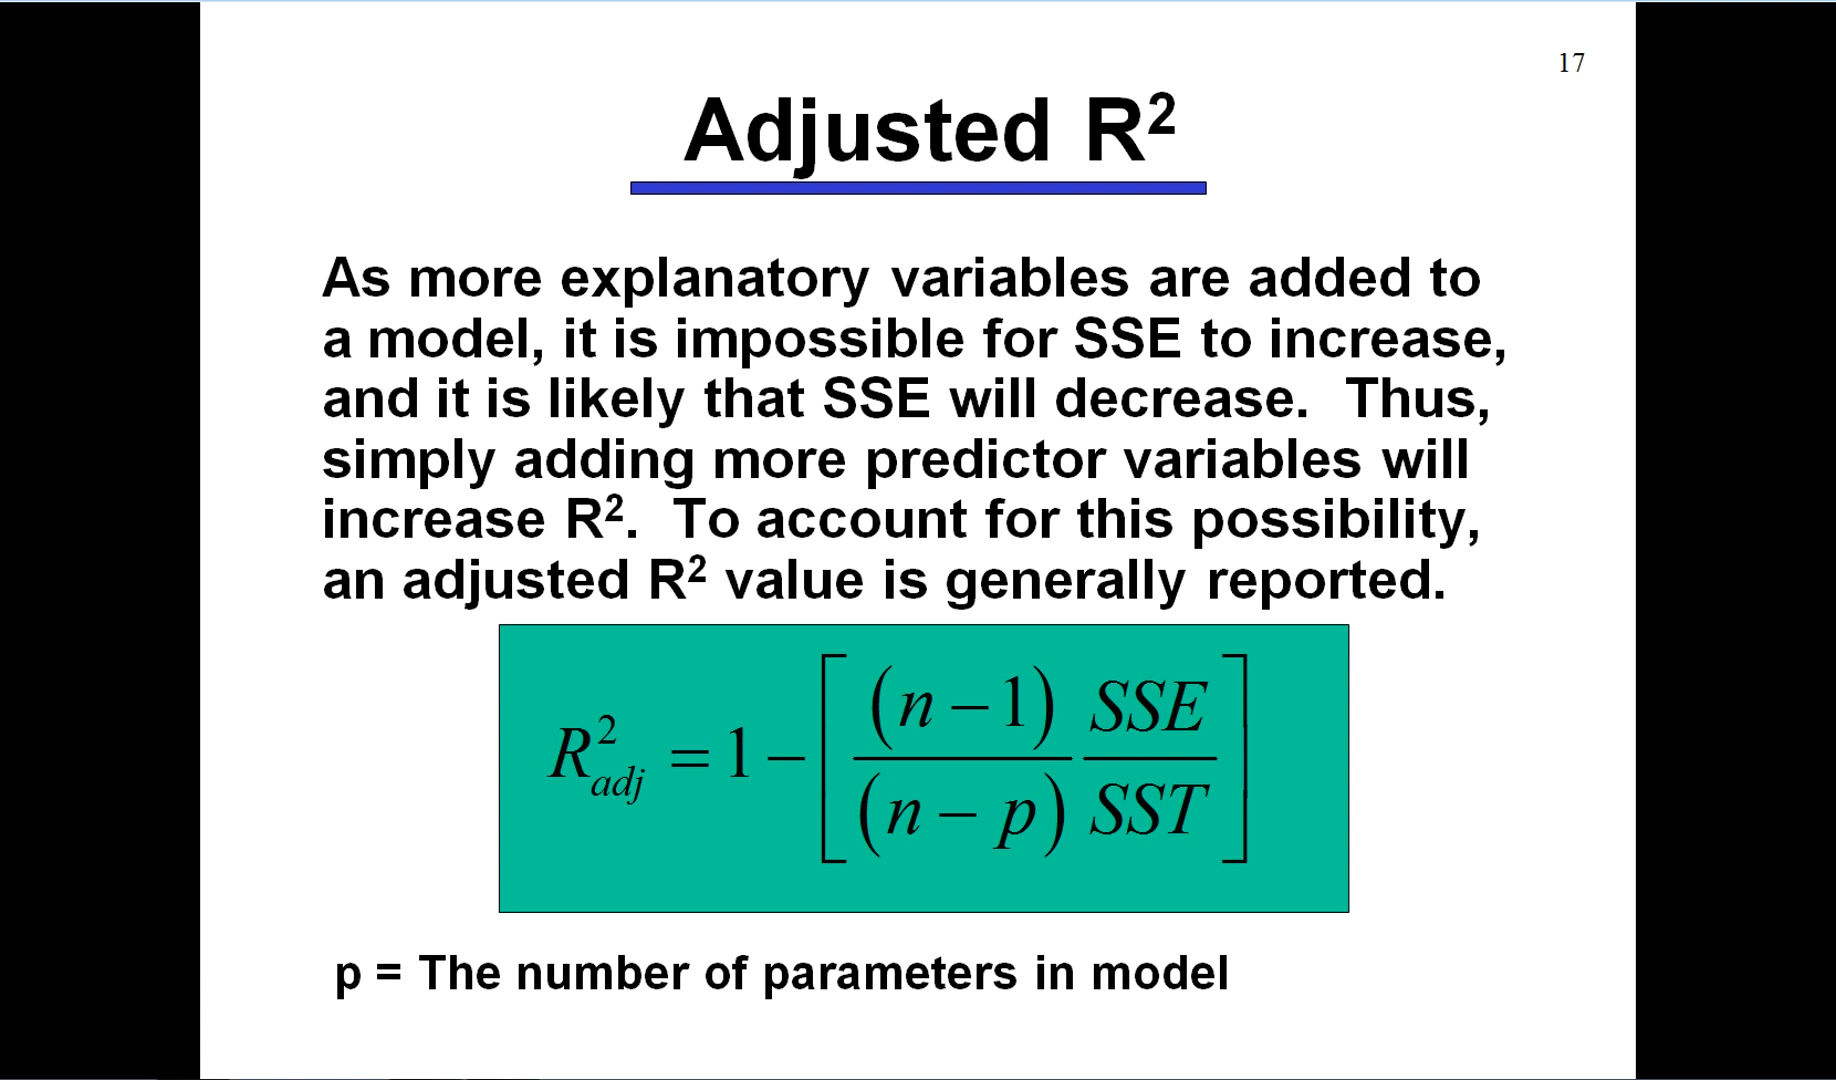 17
Adjusted R²
As more explanatory variables are added to
a model, it is impossible for SSE to increase,
and it is likely that SSE will decrease. Thus,
simply adding more predictor variables will
increase R². To account for this possibility,
an adjusted R² value is generally reported.
R²adj = 1 − [ (n − 1) / (n − p) SSE / SST ]
p = The number of parameters in model